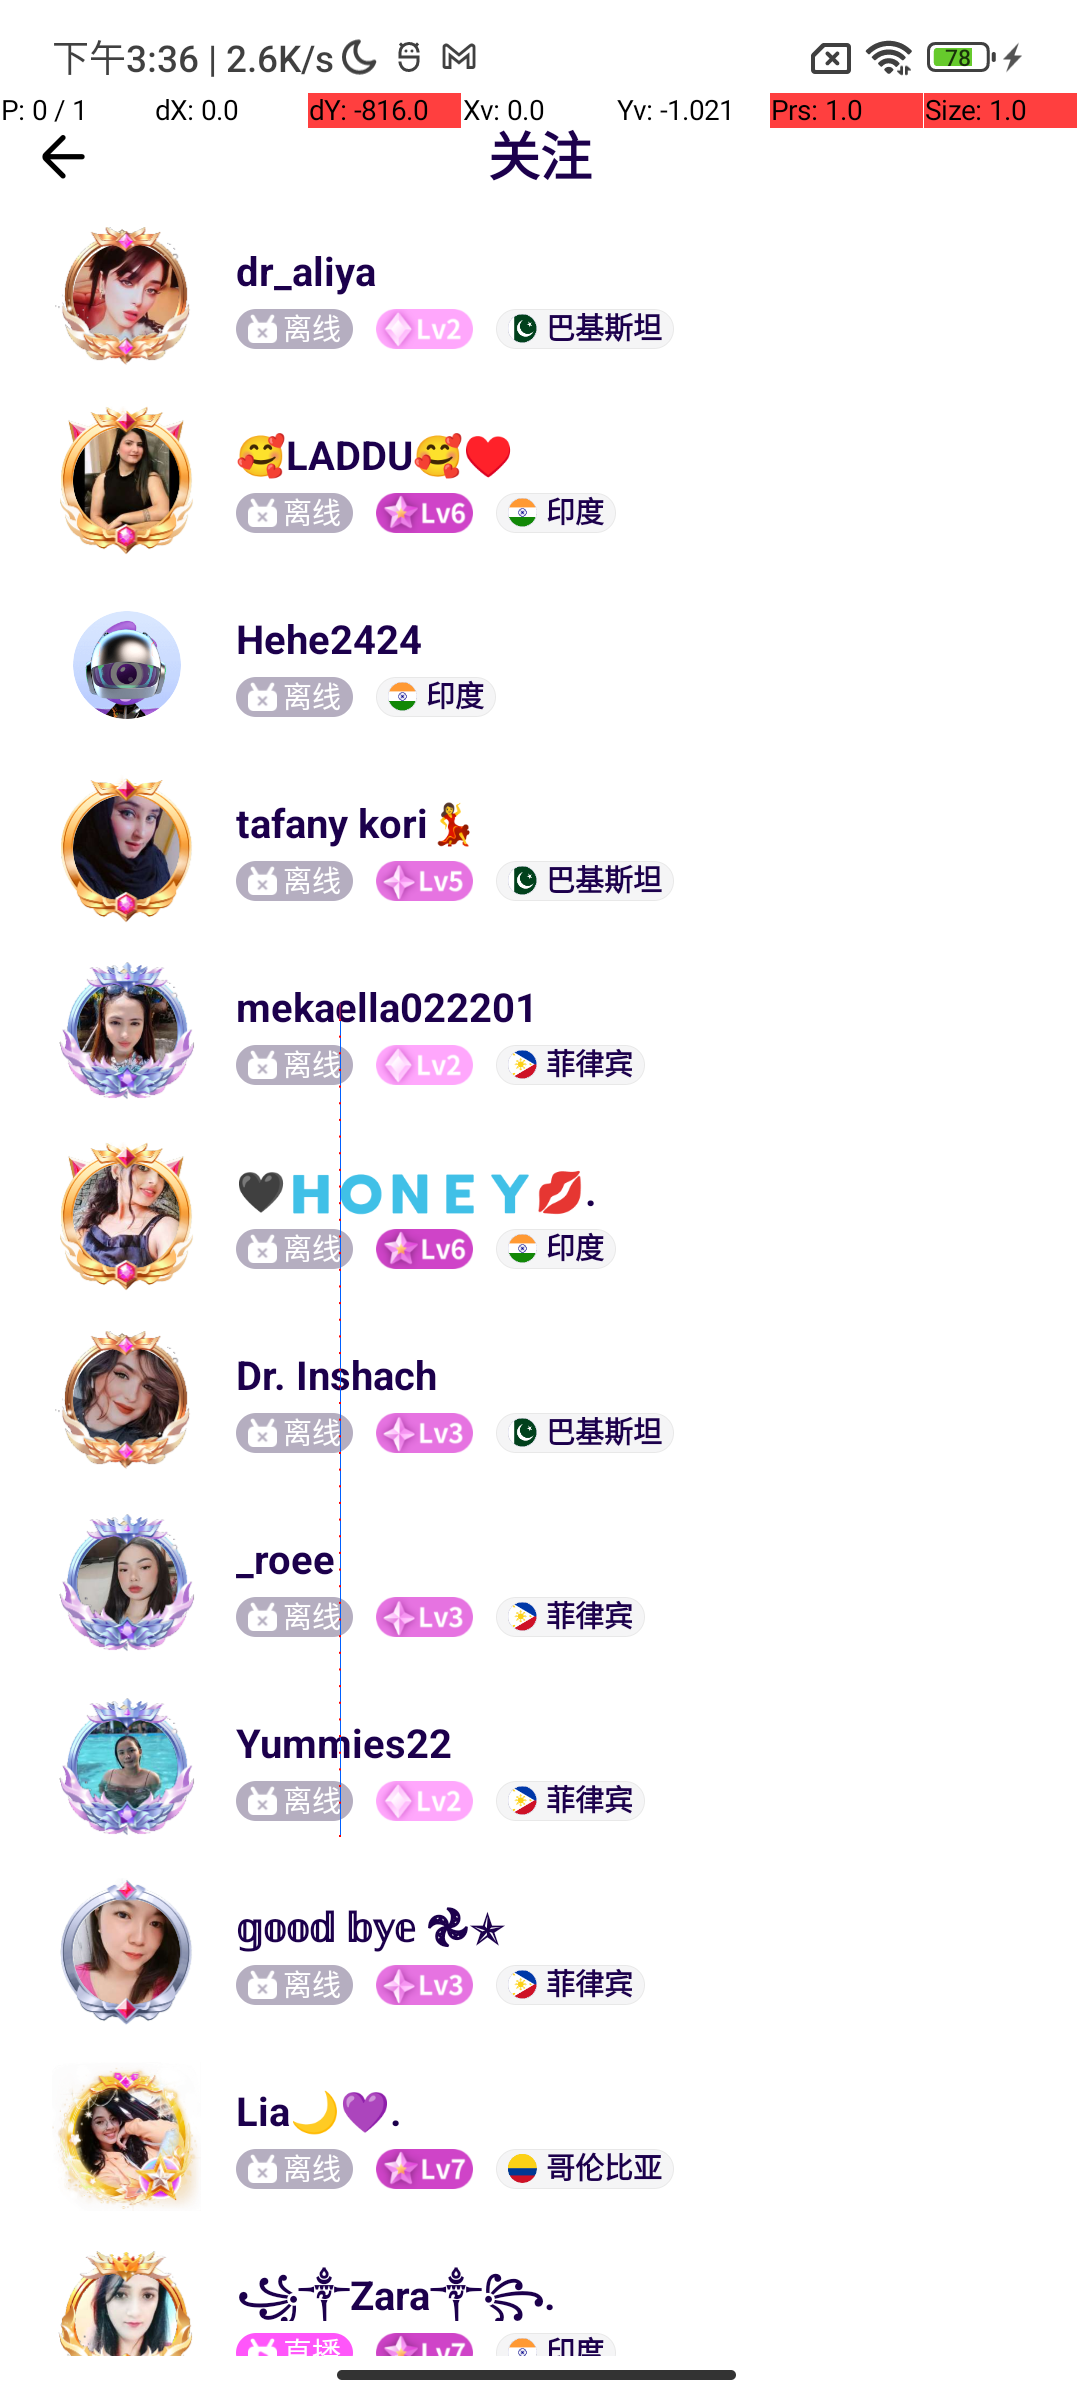 下午3:36 | 2.6K/s 78
P: 0 / 1 dX: 0.0 dY: -816.0 Xv: 0.0 Yv: -1.021 Prs: 1.0 Size: 1.0
关注
dr_aliya
离线 Lv2 巴基斯坦
🥰LADDU🥰♥️
离线 Lv6 印度
Hehe2424
离线 印度
tafany kori💃
离线 Lv5 巴基斯坦
mekaella022201
离线 Lv2 菲律宾
🖤🇭 🇴 🇳 🇪 🇾💋.
离线 Lv6 印度
Dr. Inshach
离线 Lv3 巴基斯坦
_roee
离线 Lv3 菲律宾
Yummies22
离线 Lv2 菲律宾
𝕘𝕠𝕠𝕕 𝕓𝕪𝕖 ✯
离线 Lv3 菲律宾
Lia🌙💜.
离线 Lv7 哥伦比亚
꧁༒Zara༒꧂.
直播 Lv7 印度